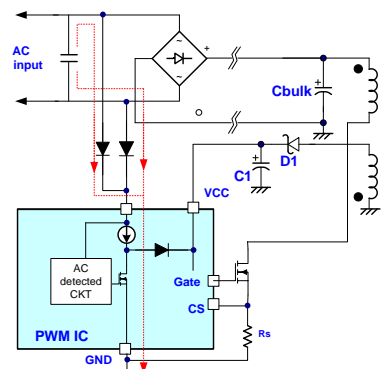 AC
input
~
+
~
+
Cbulk
+
C1
D1
VCC
AC
detected
CKT
Gate
CS
PWM IC
Rs
GND